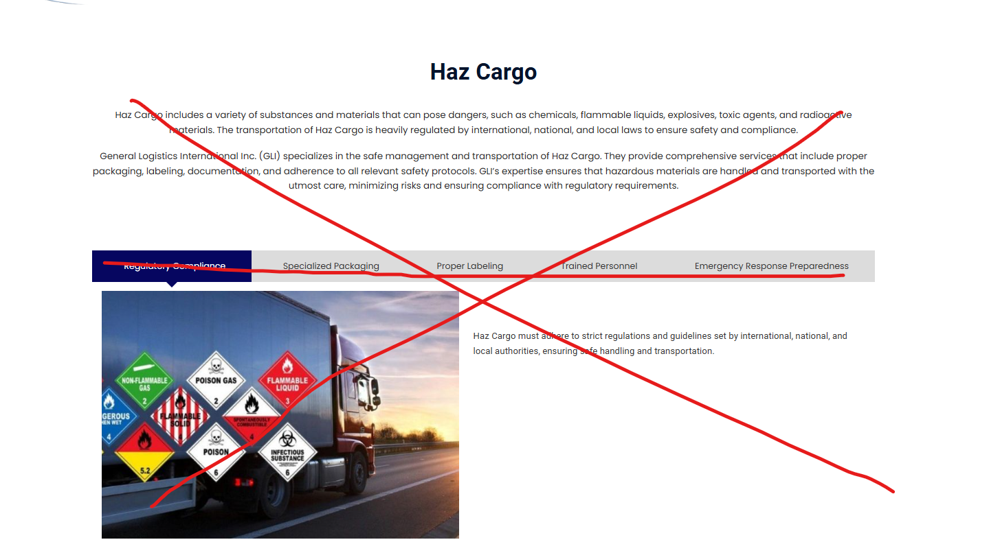 Haz Cargo
Haz Cargo includes a variety of substances and materials that can pose dangers, such as chemicals, flammable liquids, explosives, toxic agents, and radioactive
materials. The transportation of Haz Cargo is heavily regulated by international, national, and local laws to ensure safety and compliance.
General Logistics International Inc. (GLI) specializes in the safe management and transportation of Haz Cargo. They provide comprehensive services that include proper
packaging, labeling, documentation, and adherence to all relevant safety protocols. GLI's expertise ensures that hazardous materials are handled and transported with the
utmost care, minimizing risks and ensuring compliance with regulatory requirements.
Regulatory Compliance
Specialized Packaging
Proper Labeling
Trained Personnel
Emergency Response Preparedness
Haz Cargo must adhere to strict regulations and guidelines set by international, national, and
local authorities, ensuring safe handling and transportation.
NON-FLAMMABLE
GAS
2
POISON GAS
2
FLAMMABLE
LIQUID
3
GEROUS
HEN WET
4
FLAMMABLE
SOLID
4
SPONTANEOUSLY
COMBUSTIBLE
4
5.2
POISON
6
INFECTIOUS
SUBSTANCE
6